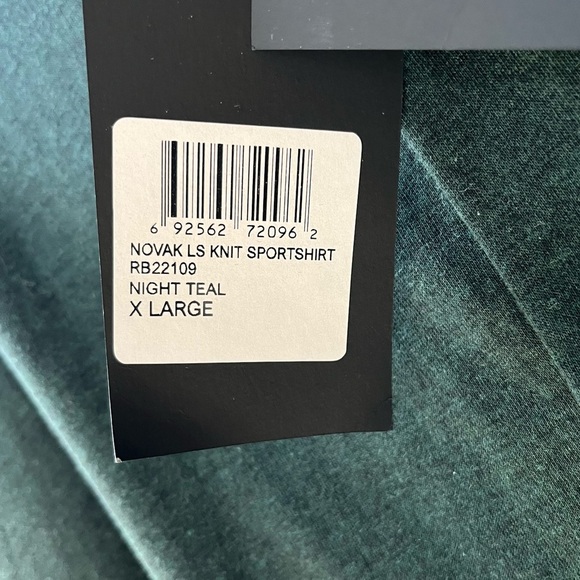 6 92562 72096 2
NOVAK LS KNIT SPORTSHIRT
RB22109
NIGHT TEAL
X LARGE